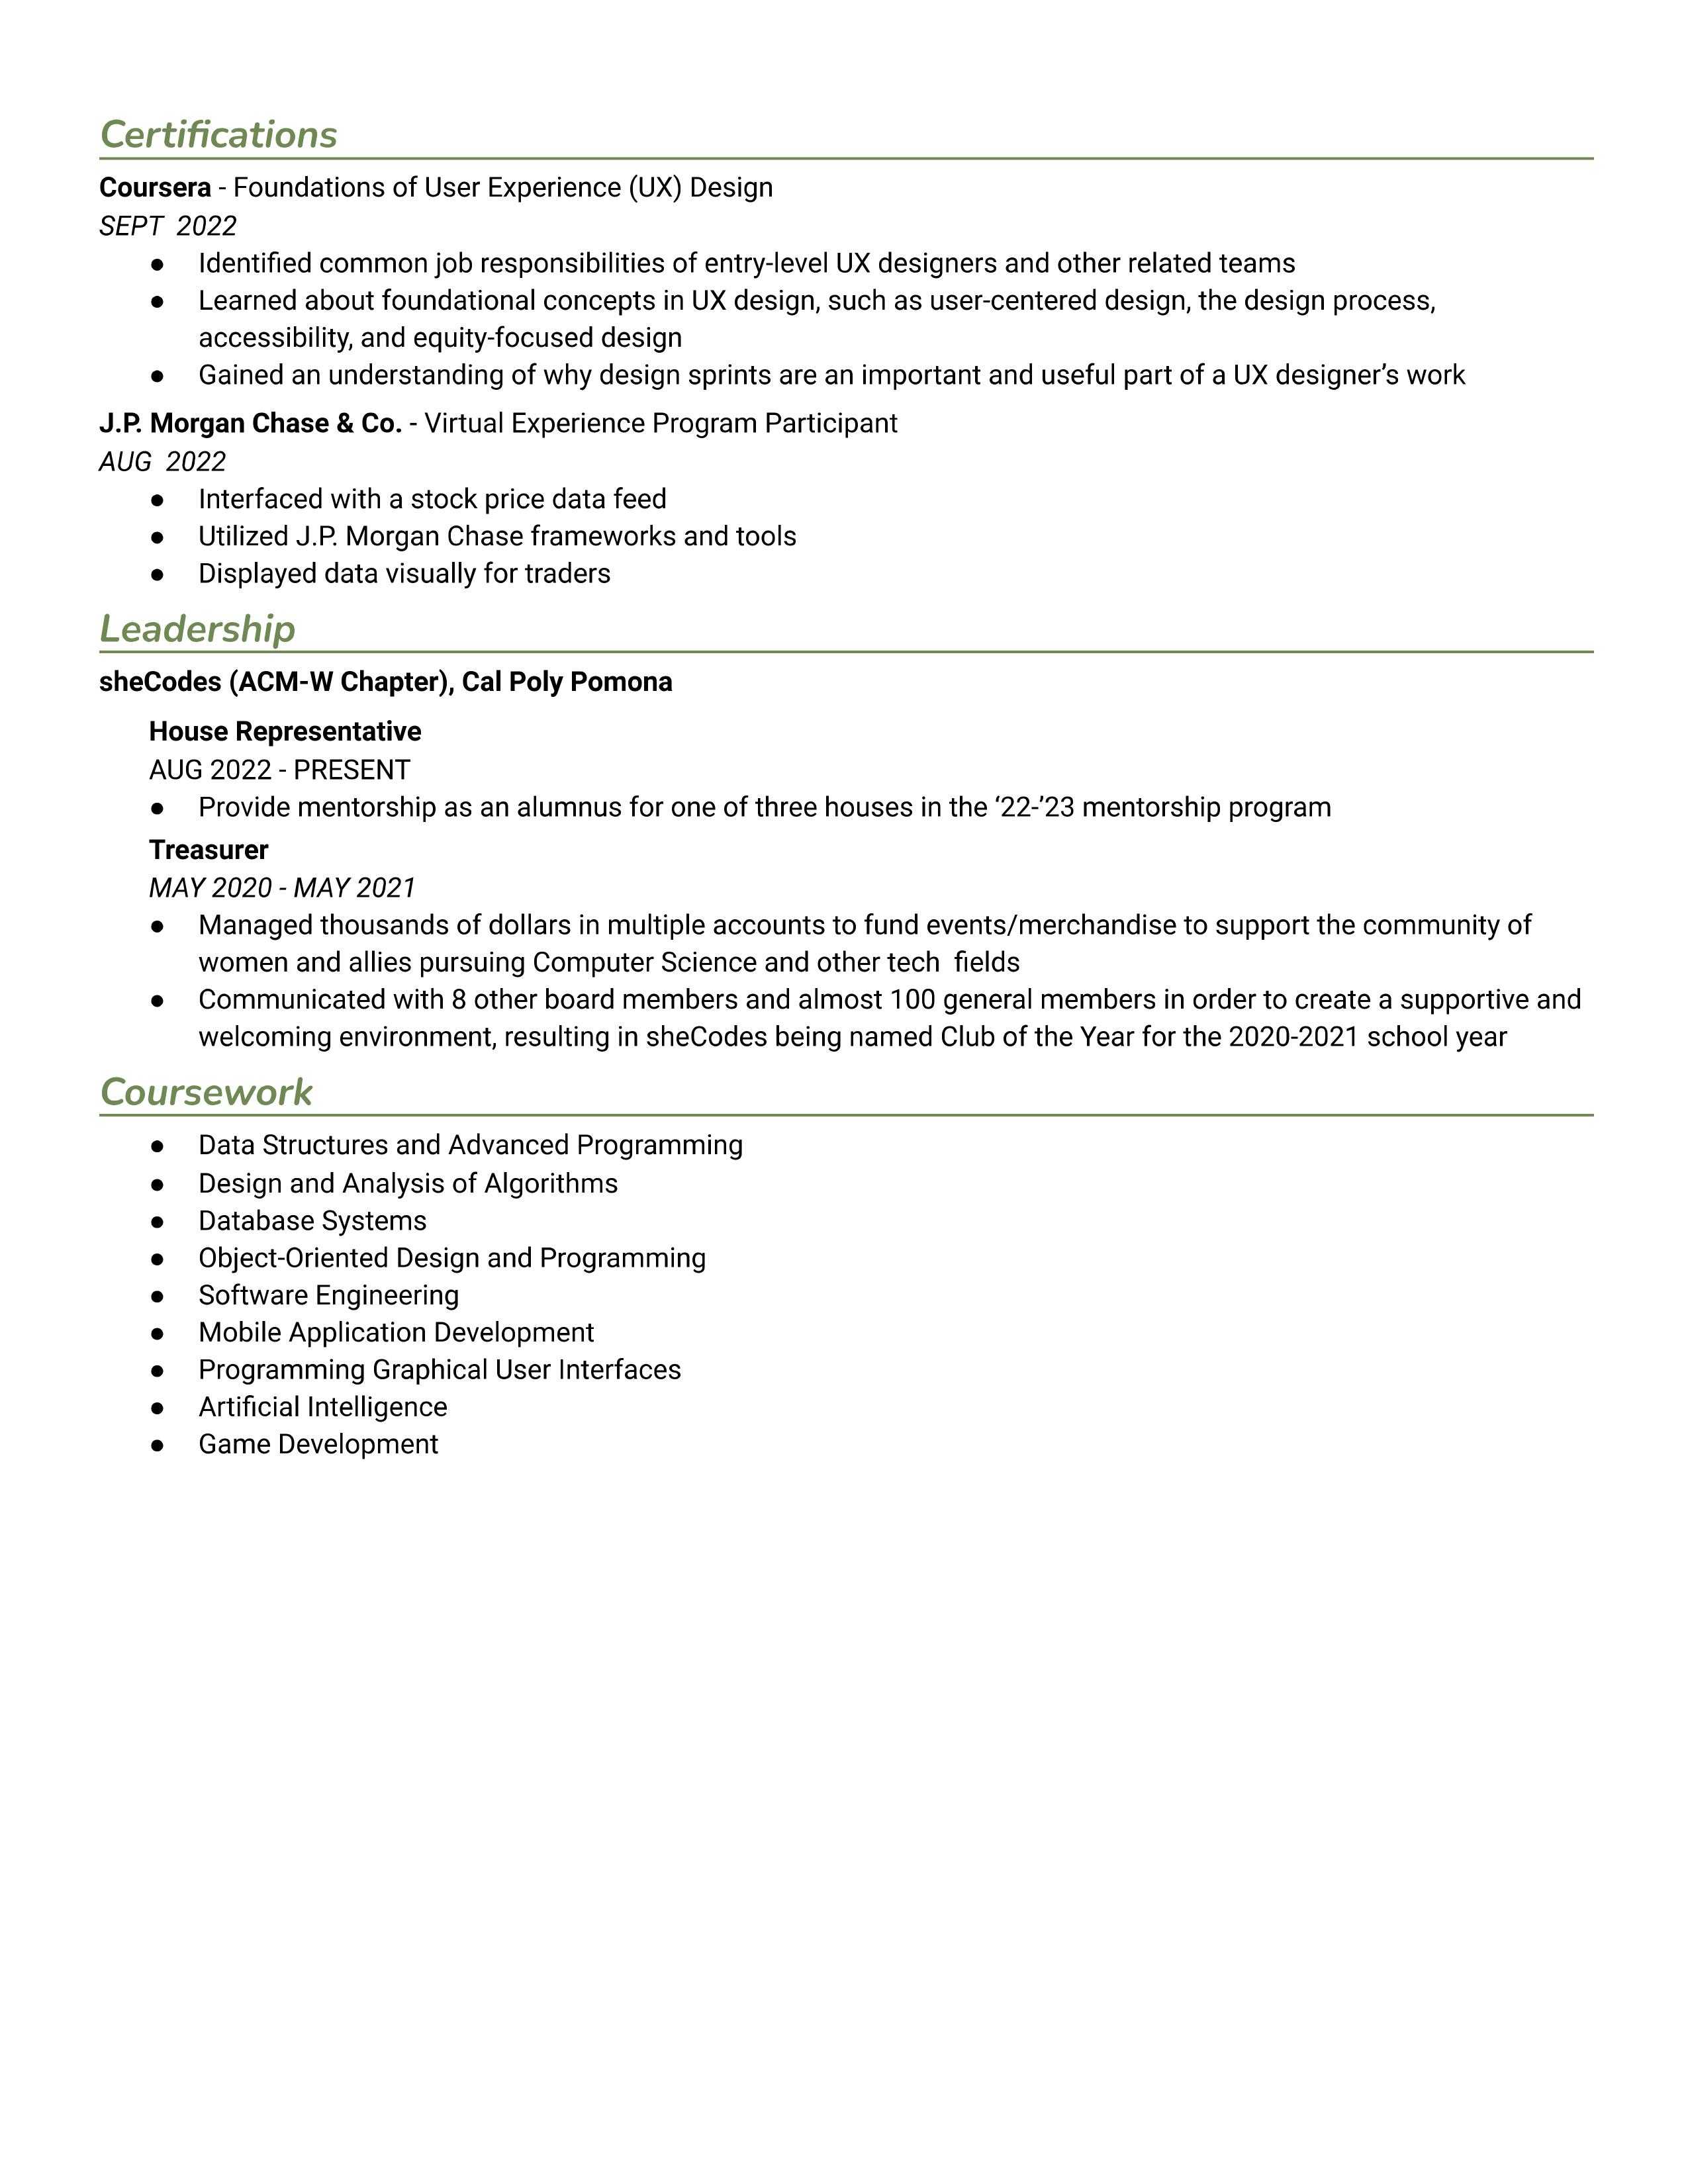 Certifications
Coursera - Foundations of User Experience (UX) Design
SEPT  2022
● Identified common job responsibilities of entry-level UX designers and other related teams
● Learned about foundational concepts in UX design, such as user-centered design, the design process,
accessibility, and equity-focused design
● Gained an understanding of why design sprints are an important and useful part of a UX designer’s work
J.P. Morgan Chase & Co. - Virtual Experience Program Participant
AUG  2022
● Interfaced with a stock price data feed
● Utilized J.P. Morgan Chase frameworks and tools
● Displayed data visually for traders
Leadership
sheCodes (ACM-W Chapter), Cal Poly Pomona
House Representative
AUG 2022 - PRESENT
● Provide mentorship as an alumnus for one of three houses in the ‘22-’23 mentorship program
Treasurer
MAY 2020 - MAY 2021
● Managed thousands of dollars in multiple accounts to fund events/merchandise to support the community of
women and allies pursuing Computer Science and other tech  fields
● Communicated with 8 other board members and almost 100 general members in order to create a supportive and
welcoming environment, resulting in sheCodes being named Club of the Year for the 2020-2021 school year
Coursework
● Data Structures and Advanced Programming
● Design and Analysis of Algorithms
● Database Systems
● Object-Oriented Design and Programming
● Software Engineering
● Mobile Application Development
● Programming Graphical User Interfaces
● Artificial Intelligence
● Game Development